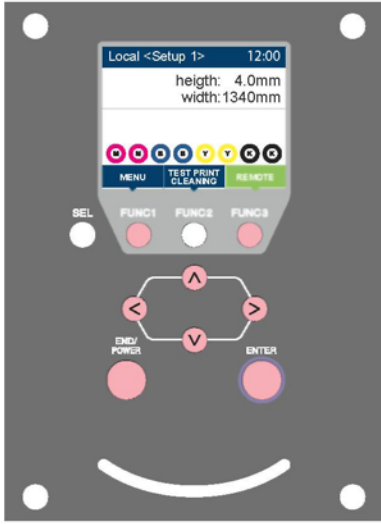 Local <Setup 1> 12:00
heigth: 4.0mm
width:1340mm
M M B B Y Y K K
MENU TEST PRINT CLEANING REMOTE
SEL FUNC1 FUNC2 FUNC3
END/
POWER
ENTER